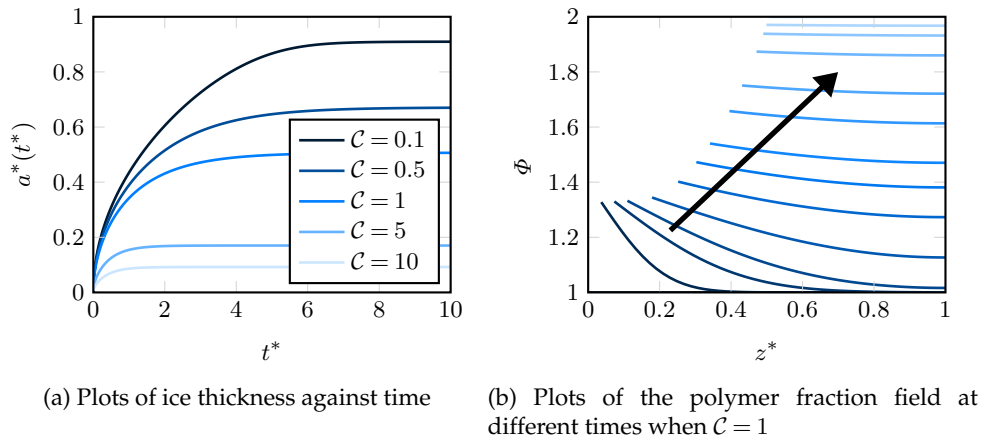 1
0.8
0.6
0.4
0.2
0
a*(t*)
C = 0.1
C = 0.5
C = 1
C = 5
C = 10
0 2 4 6 8 10
t*
(a) Plots of ice thickness against time
2
1.8
1.6
1.4
1.2
1
Φ
0 0.2 0.4 0.6 0.8 1
z*
(b) Plots of the polymer fraction field at
different times when C = 1